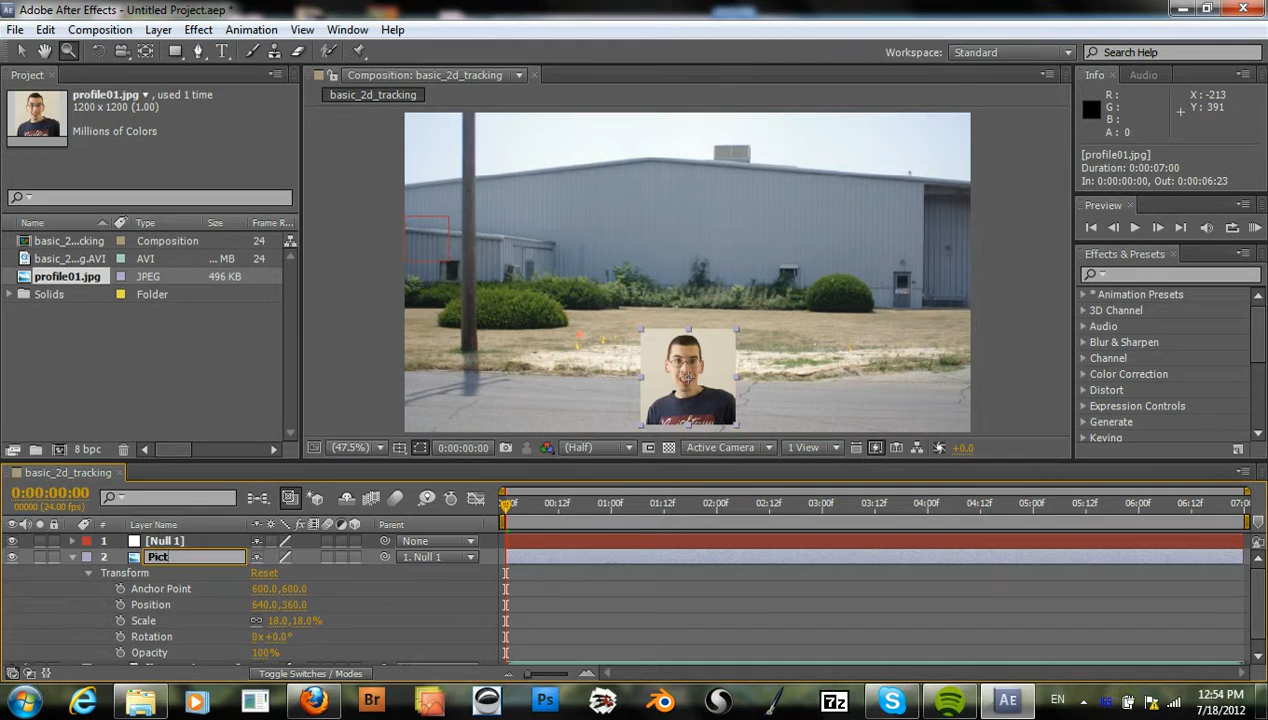 Adobe After Effects - Untitled Project.aep *
File Edit Composition Layer Effect Animation View Window Help
Workspace: Standard Search Help
Project
profile01.jpg , used 1 time
1200 x 1200 (1.00)
Millions of Colors
Name Type Size Frame R...
basic_2...cking Composition 24
basic_2...g.AVI AVI ... MB 24
profile01.jpg JPEG 496 KB
Solids Folder
8 bpc
Composition: basic_2d_tracking
basic_2d_tracking
(47.5%) 0:00:00:00 (Half) Active Camera 1 View +0.0
Info Audio
R : X : -213
G : Y : 391
B :
A : 0
[profile01.jpg]
Duration: 0:00:07:00
In: 0:00:00:00, Out: 0:00:06:23
Preview
Effects & Presets
* Animation Presets
3D Channel
Audio
Blur & Sharpen
Channel
Color Correction
Distort
Expression Controls
Generate
Keying
basic_2d_tracking
0:00:00:00
00000 (24.00 fps)
00f 00:12f 01:00f 01:12f 02:00f 02:12f 03:00f 03:12f 04:00f 04:12f 05:00f 05:12f 06:00f 06:12f 07:00
# Layer Name Parent
1 [Null 1] None
2 Pict 1. Null 1
Transform Reset
Anchor Point 600.0,600.0
Position 640.0,360.0
Scale 18.0,18.0%
Rotation 0x+0.0°
Opacity 100%
Toggle Switches / Modes
Br Ps 7z AE EN
12:54 PM
7/18/2012